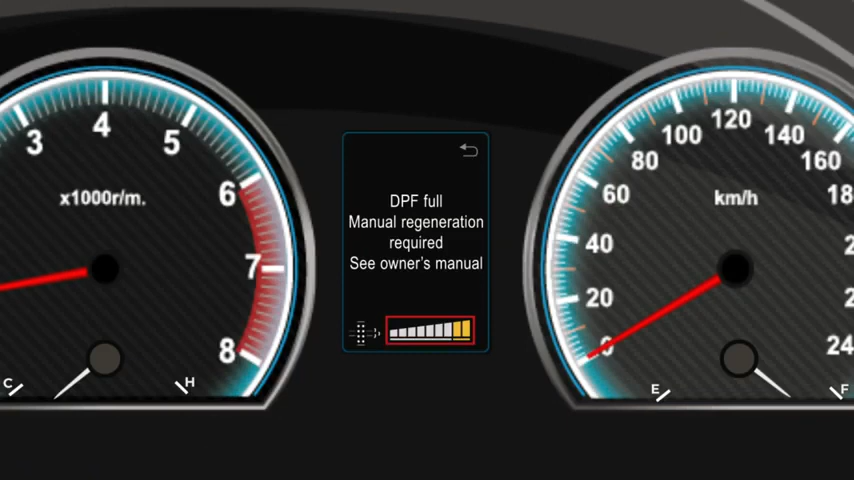 3
4
5
6
7
8
x1000r/m.
C
H
DPF full
Manual regeneration
required
See owner's manual
0
20
40
60
80
100
120
140
160
km/h
E
F